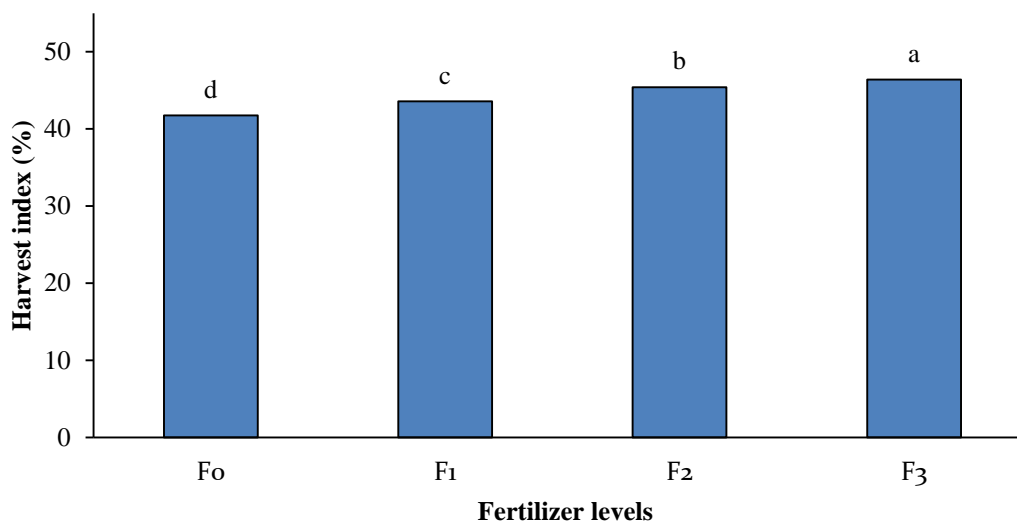 50
40
30
20
10
0
Harvest index (%)
d
c
b
a
F0
F1
F2
F3
Fertilizer levels